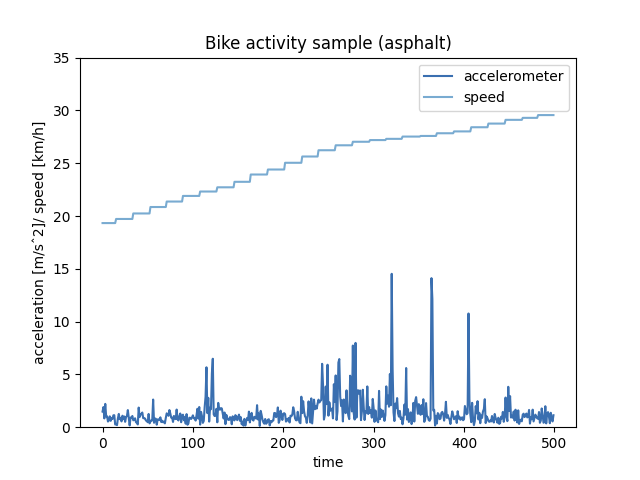 Bike activity sample (asphalt)
accelerometer
speed
acceleration [m/sˆ2]/ speed [km/h]
35
30
25
20
15
10
5
0
0 100 200 300 400 500
time